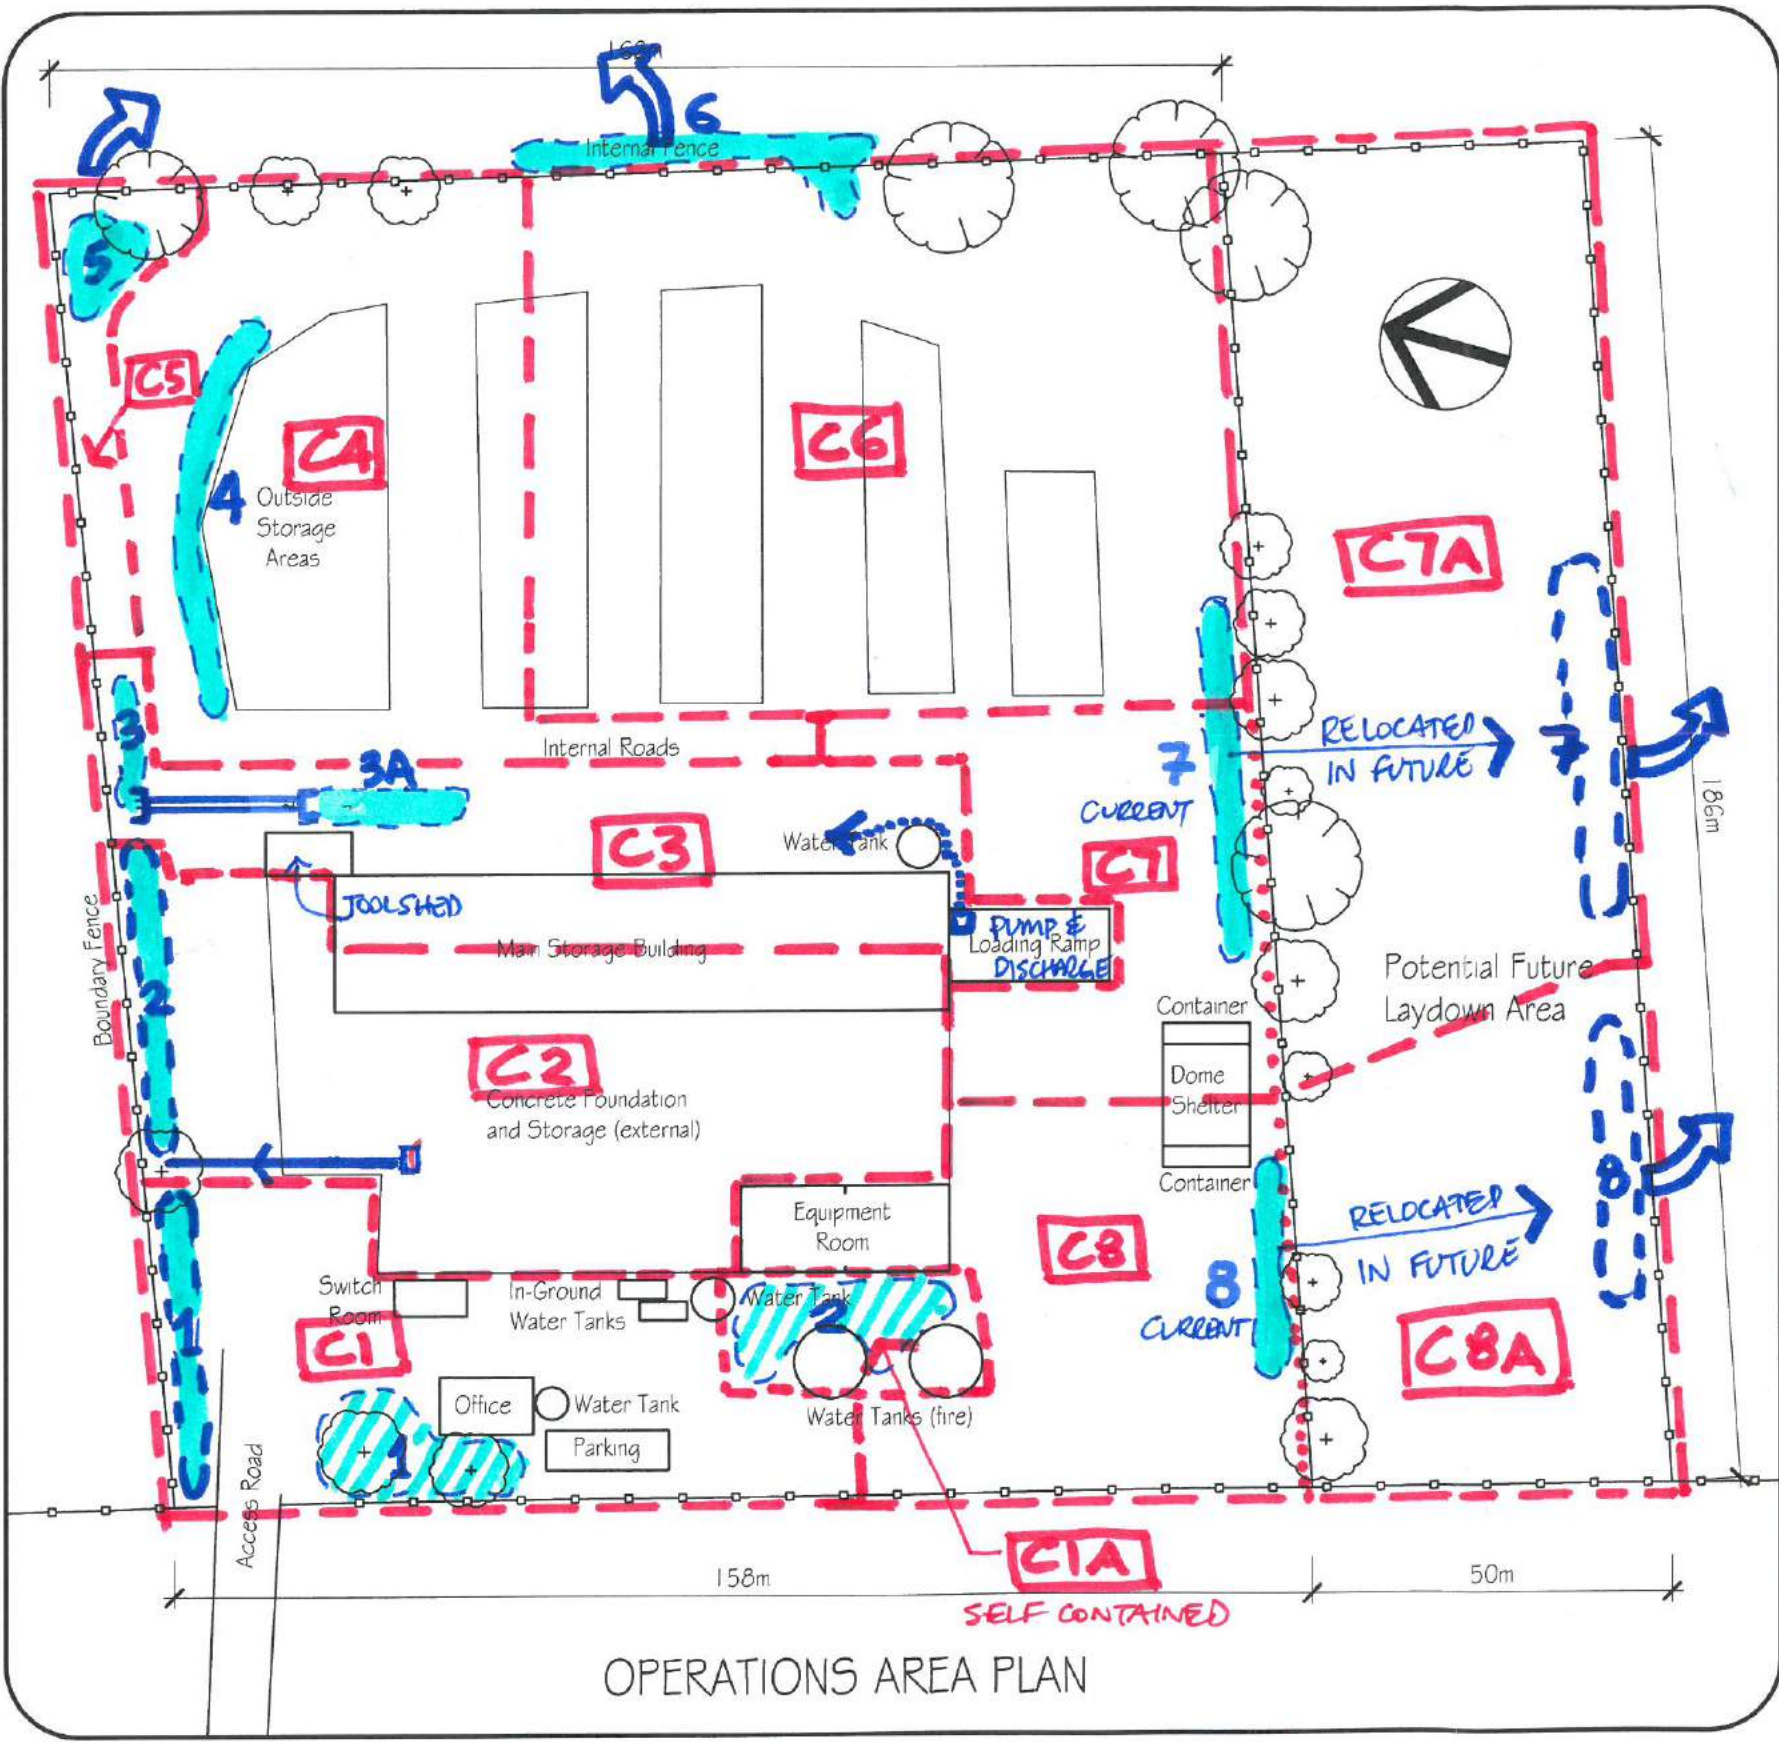 168m
6
Internal Fence
5
C5
C4
C6
4
Outside
Storage
Areas
C7A
3
Internal Roads
3A
7
CURRENT
RELOCATED
IN FUTURE
7
186m
C3
Water Tank
C7
TOOLSHED
Boundary Fence
Main Storage Building
PUMP &
Loading Ramp
DISCHARGE
Potential Future
Laydown Area
2
Container
Dome
Shelter
Container
C2
Concrete Foundation
and Storage (external)
Equipment
Room
C8
8
CURRENT
RELOCATED
IN FUTURE
8
Switch
Room
In-Ground
Water Tanks
Water Tank
2
1
C1
C8A
Office
Water Tank
Parking
1
Water Tanks (fire)
Access Road
C1A
SELF CONTAINED
158m
50m
OPERATIONS AREA PLAN